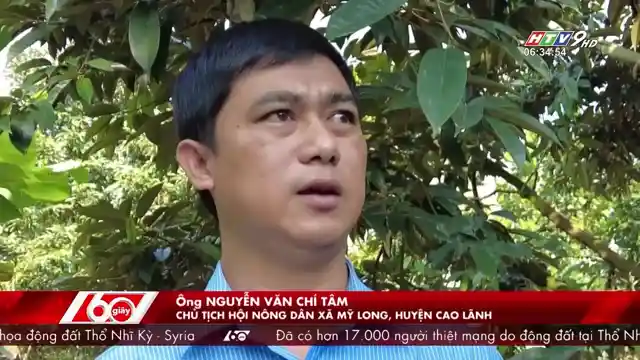 HTV9 HD
06:34:54
Ông NGUYỄN VĂN CHÍ TÂM
CHỦ TỊCH HỘI NÔNG DÂN XÃ MỸ LONG, HUYỆN CAO LÃNH
60 giây
họa động đất Thổ Nhĩ Kỳ - Syria Đã có hơn 17.000 người thiệt mạng do động đất tại Thổ N